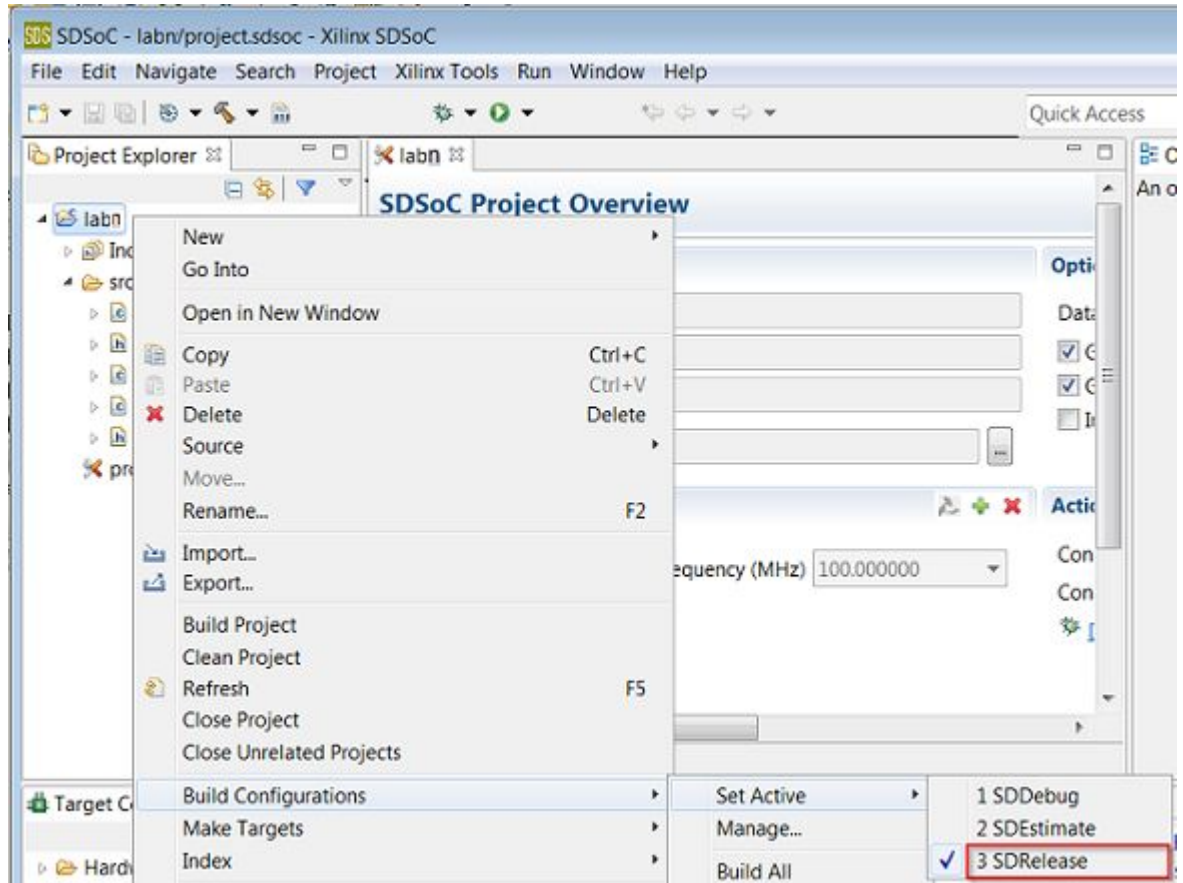 SDSoC - labn/project.sdsoc - Xilinx SDSoC
File Edit Navigate Search Project Xilinx Tools Run Window Help
Quick Access
Project Explorer
labn
SDSoC Project Overview
An o
labn
Inc
src
pro
New
Go Into
Open in New Window
Copy Ctrl+C
Paste Ctrl+V
Delete Delete
Source
Move...
Rename... F2
Import...
Export...
Build Project
Clean Project
Refresh F5
Close Project
Close Unrelated Projects
Build Configurations
Make Targets
Index
Opti
Data
G
G
equency (MHz) 100.000000
Actio
Con
Con
Target C
Hardw
Set Active
Manage...
Build All
1 SDDebug
2 SDEstimate
3 SDRelease